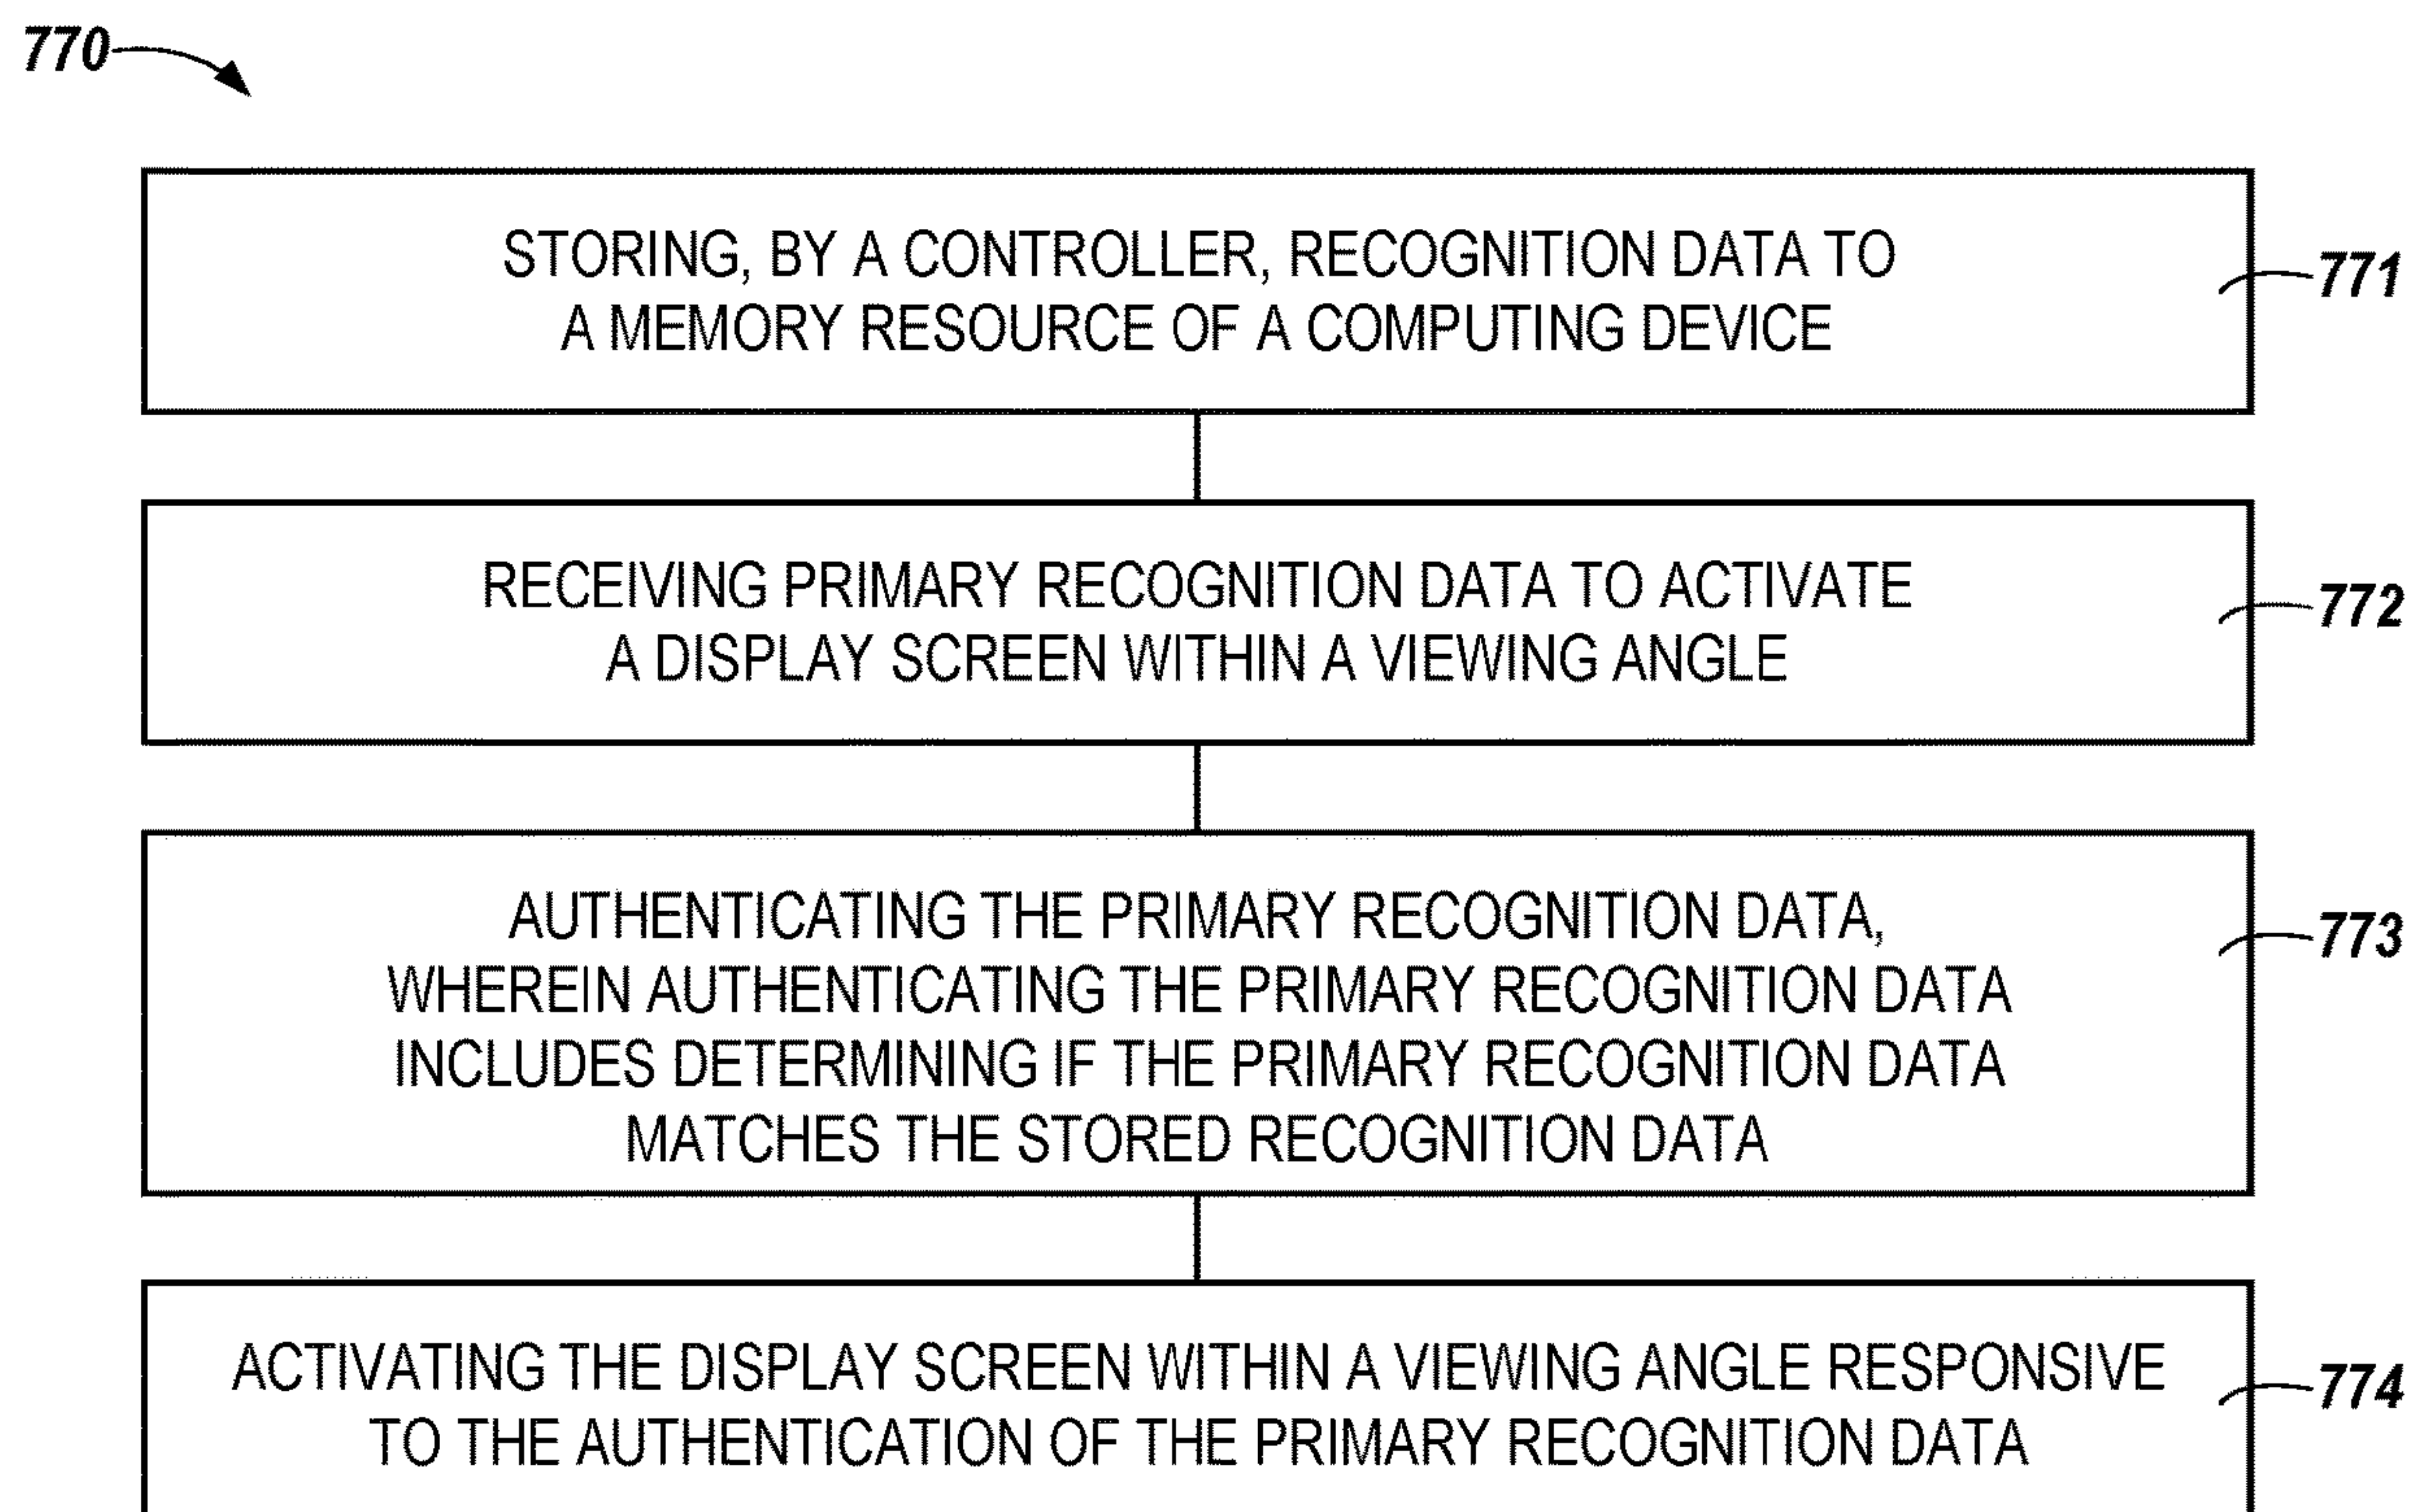 770
STORING, BY A CONTROLLER, RECOGNITION DATA TO
A MEMORY RESOURCE OF A COMPUTING DEVICE
771
RECEIVING PRIMARY RECOGNITION DATA TO ACTIVATE
A DISPLAY SCREEN WITHIN A VIEWING ANGLE
772
AUTHENTICATING THE PRIMARY RECOGNITION DATA,
WHEREIN AUTHENTICATING THE PRIMARY RECOGNITION DATA
INCLUDES DETERMINING IF THE PRIMARY RECOGNITION DATA
MATCHES THE STORED RECOGNITION DATA
773
ACTIVATING THE DISPLAY SCREEN WITHIN A VIEWING ANGLE RESPONSIVE
TO THE AUTHENTICATION OF THE PRIMARY RECOGNITION DATA
774